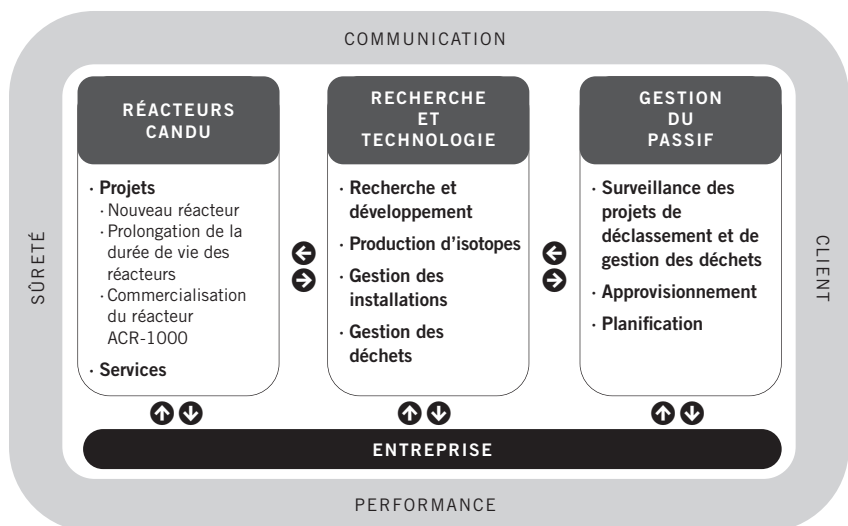 COMMUNICATION
SÛRETÉ
RÉACTEURS
CANDU
· Projets
· Nouveau réacteur
· Prolongation de la
durée de vie des
réacteurs
· Commercialisation
du réacteur
ACR-1000
· Services
RECHERCHE
ET
TECHNOLOGIE
· Recherche et
développement
· Production d’isotopes
· Gestion des
installations
· Gestion des
déchets
GESTION
DU
PASSIF
· Surveillance des
projets de
déclassement et de
gestion des déchets
· Approvisionnement
· Planification
CLIENT
ENTREPRISE
PERFORMANCE